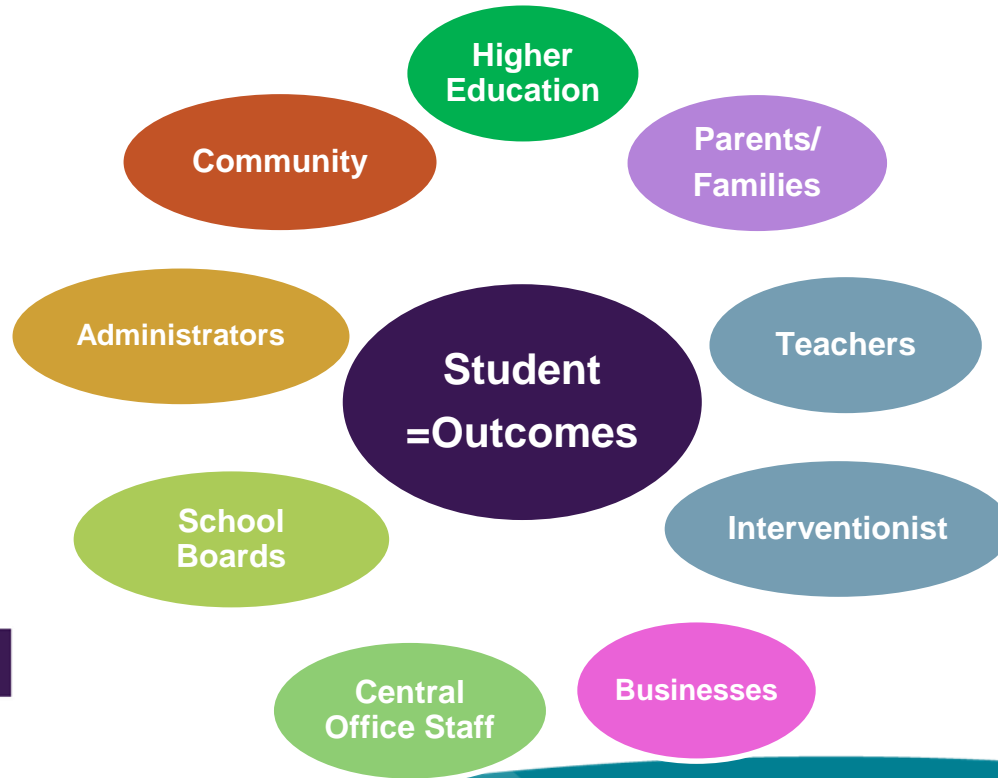 Higher
Education
Community
Parents/
Families
Administrators
Teachers
Student
=Outcomes
School
Boards
Interventionist
Central
Office Staff
Businesses